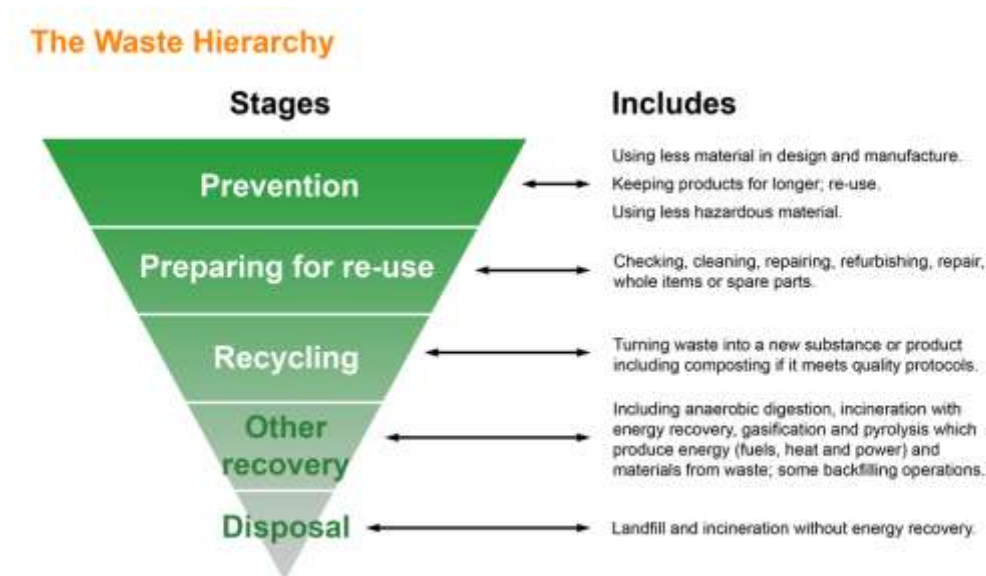 The Waste Hierarchy
Stages
Includes
Prevention
Using less material in design and manufacture.
Keeping products for longer; re-use.
Using less hazardous material.
Preparing for re-use
Checking, cleaning, repairing, refurbishing, repair,
whole items or spare parts.
Recycling
Turning waste into a new substance or product
including composting if it meets quality protocols.
Other
recovery
Including anaerobic digestion, incineration with
energy recovery, gasification and pyrolysis which
produce energy (fuels, heat and power) and
materials from waste; some backfilling operations.
Disposal
Landfill and incineration without energy recovery.